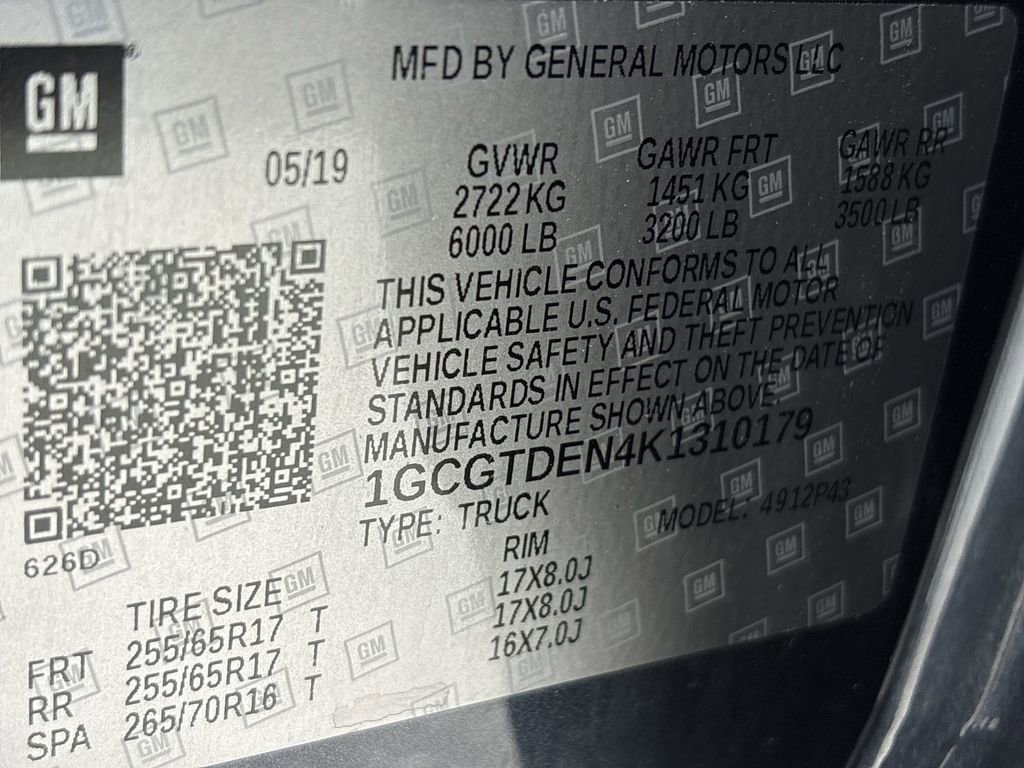 GM
MFD BY GENERAL MOTORS LLC
05/19
GVWR GAWR FRT GAWR RR
2722 KG 1451 KG 1588 KG
6000 LB 3200 LB 3500 LB
THIS VEHICLE CONFORMS TO ALL
APPLICABLE U.S. FEDERAL MOTOR
VEHICLE SAFETY AND THEFT PREVENTION
STANDARDS IN EFFECT ON THE DATE OF
MANUFACTURE SHOWN ABOVE.
1GCGTDEN4K1310179
TYPE: TRUCK MODEL: 4912P43
626D
TIRE SIZE RIM
FRT 255/65R17 T 17X8.0J
RR 255/65R17 T 17X8.0J
SPA 265/70R16 T 16X7.0J